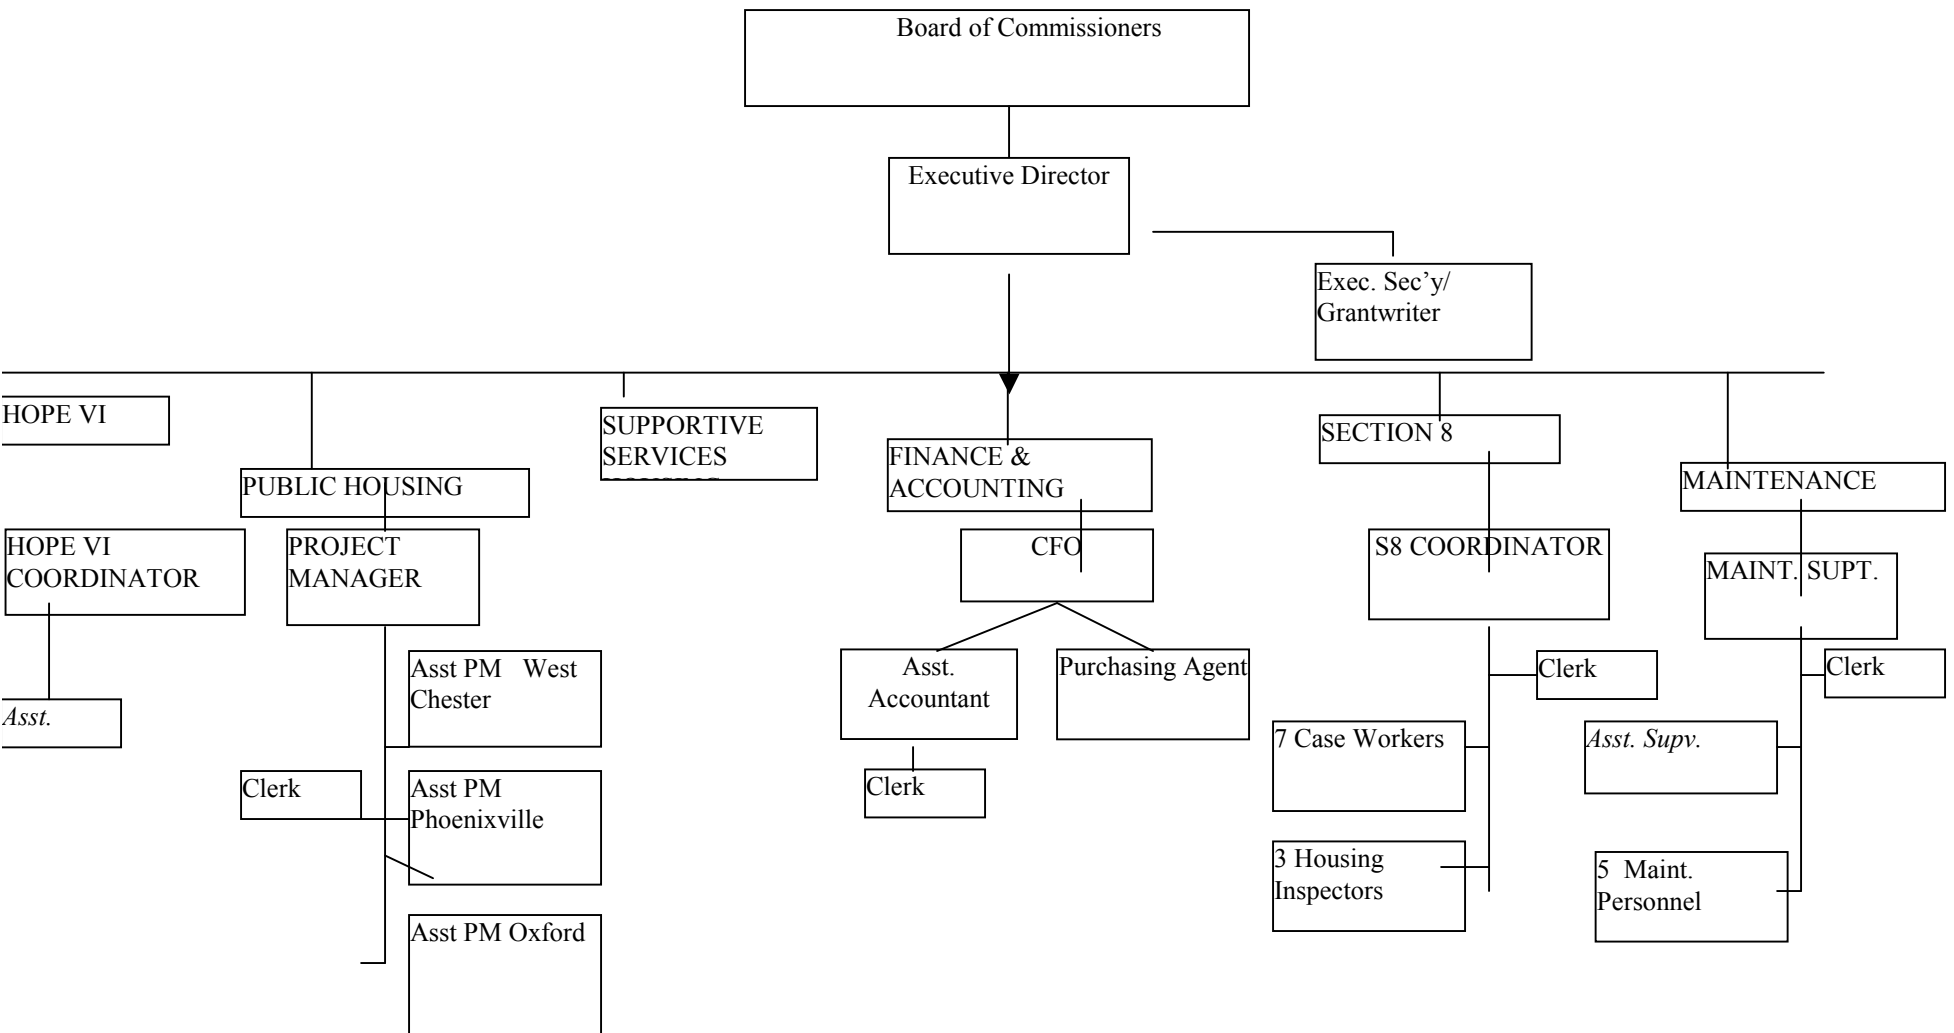 Board of Commissioners
Executive Director
Exec. Sec’y/
Grantwriter
HOPE VI
SUPPORTIVE
SERVICES
SECTION 8
FINANCE &
ACCOUNTING
PUBLIC HOUSING
MAINTENANCE
HOPE VI
COORDINATOR
PROJECT
MANAGER
CFO
S8 COORDINATOR
MAINT. SUPT.
Asst PM West
Chester
Asst.
Accountant
Purchasing Agent
Clerk
Clerk
Asst.
7 Case Workers
Asst. Supv.
Clerk
Asst PM
Phoenixville
Clerk
3 Housing
Inspectors
5 Maint.
Personnel
Asst PM Oxford